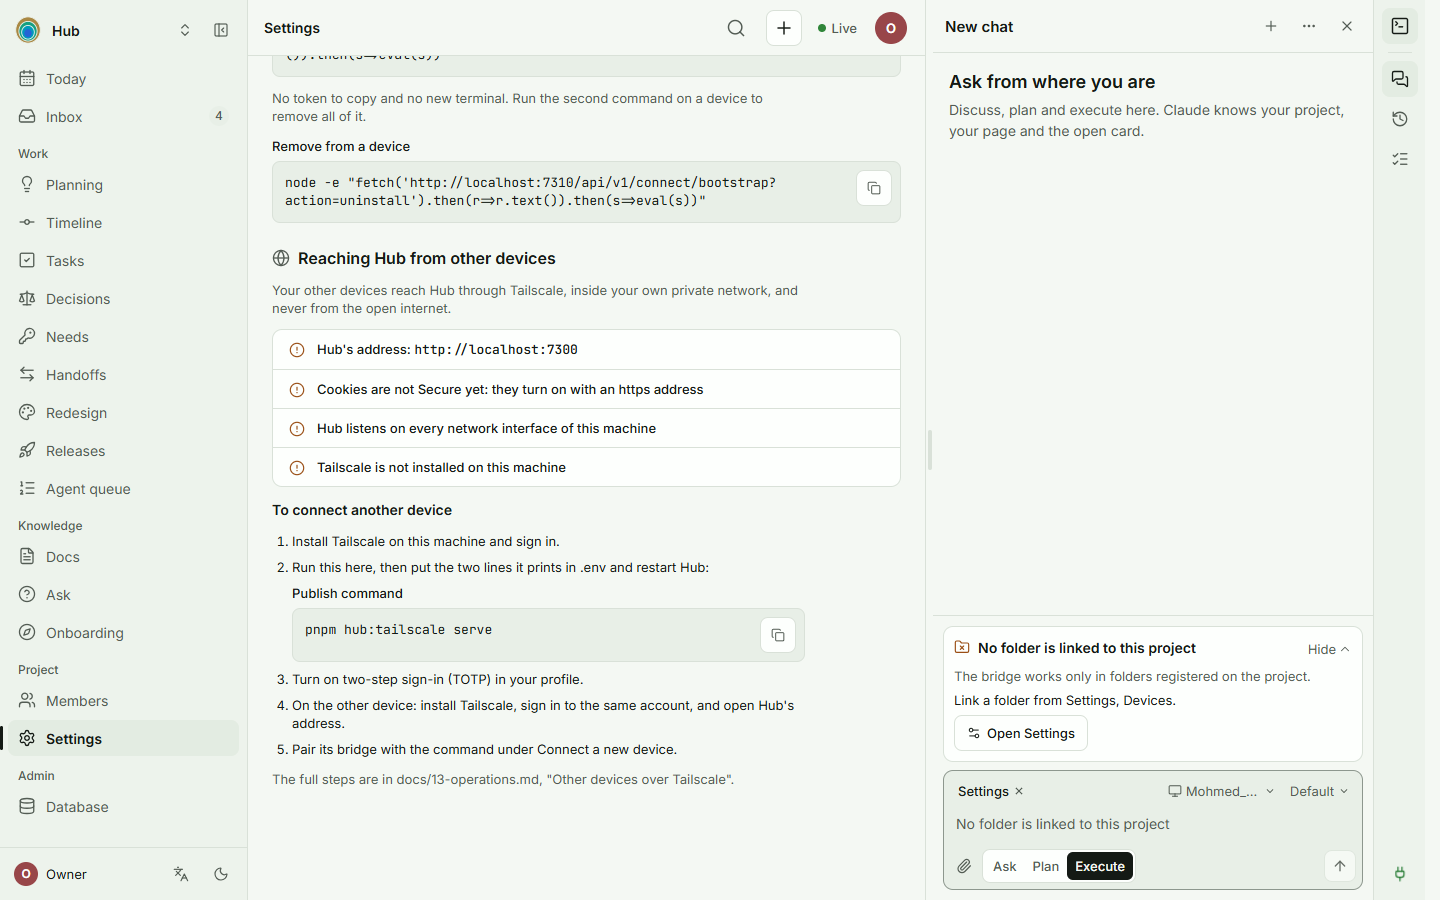 Hub
Today
Inbox 4
Work
Planning
Timeline
Tasks
Decisions
Needs
Handoffs
Redesign
Releases
Agent queue
Knowledge
Docs
Ask
Onboarding
Project
Members
Settings
Admin
Database
O Owner
Settings
Live
O
()).then(s=>eval(s))"
No token to copy and no new terminal. Run the second command on a device to
remove all of it.
Remove from a device
node -e "fetch('http://localhost:7310/api/v1/connect/bootstrap?
action=uninstall').then(r=>r.text()).then(s=>eval(s))"
Reaching Hub from other devices
Your other devices reach Hub through Tailscale, inside your own private network, and
never from the open internet.
Hub's address: http://localhost:7300
Cookies are not Secure yet: they turn on with an https address
Hub listens on every network interface of this machine
Tailscale is not installed on this machine
To connect another device
1. Install Tailscale on this machine and sign in.
2. Run this here, then put the two lines it prints in .env and restart Hub:
Publish command
pnpm hub:tailscale serve
3. Turn on two-step sign-in (TOTP) in your profile.
4. On the other device: install Tailscale, sign in to the same account, and open Hub's
address.
5. Pair its bridge with the command under Connect a new device.
The full steps are in docs/13-operations.md, "Other devices over Tailscale".
New chat
Ask from where you are
Discuss, plan and execute here. Claude knows your project,
your page and the open card.
No folder is linked to this project
Hide
The bridge works only in folders registered on the project.
Link a folder from Settings, Devices.
Open Settings
Settings
Mohmed_...
Default
No folder is linked to this project
Ask Plan Execute